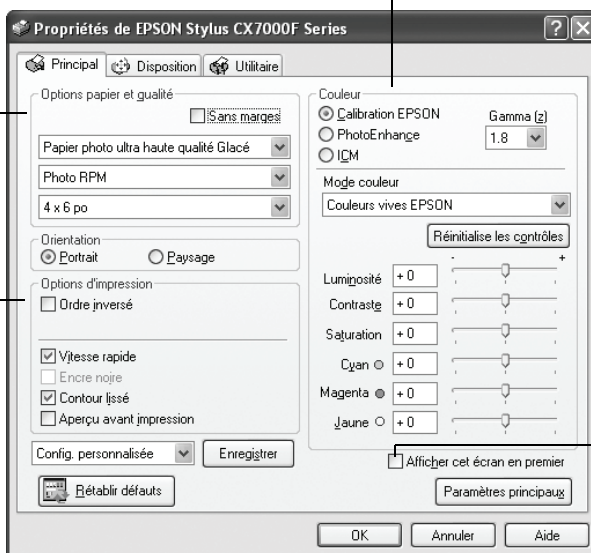 Propriétés de EPSON Stylus CX7000F Series
Principal
Disposition
Utilitaire
Options papier et qualité
Sans marges
Papier photo ultra haute qualité Glacé
Photo RPM
4 x 6 po
Orientation
Portrait
Paysage
Options d'impression
Ordre inversé
Vitesse rapide
Encre noire
Contour lissé
Aperçu avant impression
Config. personnalisée
Enregistrer
Rétablir défauts
Couleur
Calibration EPSON
PhotoEnhance
ICM
Gamma (z)
1.8
Mode couleur
Couleurs vives EPSON
Réinitialise les contrôles
- +
Luminosité + 0
Contraste + 0
Saturation + 0
Cyan + 0
Magenta + 0
Jaune + 0
Afficher cet écran en premier
Paramètres principaux
OK
Annuler
Aide